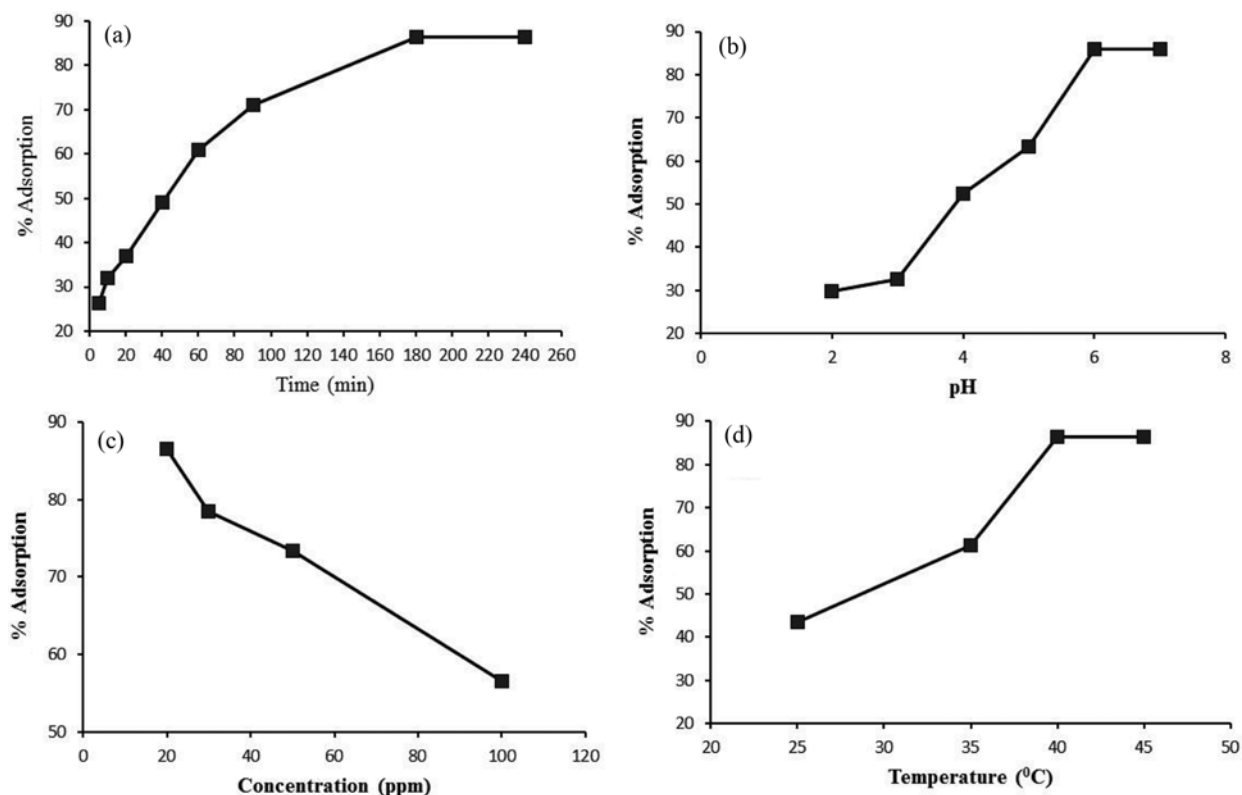 (a)
% Adsorption
90
80
70
60
50
40
30
20
0 20 40 60 80 100 120 140 160 180 200 220 240 260
Time (min)
(b)
% Adsorption
90
80
70
60
50
40
30
20
0 2 4 6 8
pH
(c)
% Adsorption
90
80
70
60
50
0 20 40 60 80 100 120
Concentration (ppm)
(d)
% Adsorption
90
80
70
60
50
40
30
20
20 25 30 35 40 45 50
Temperature (⁰C)